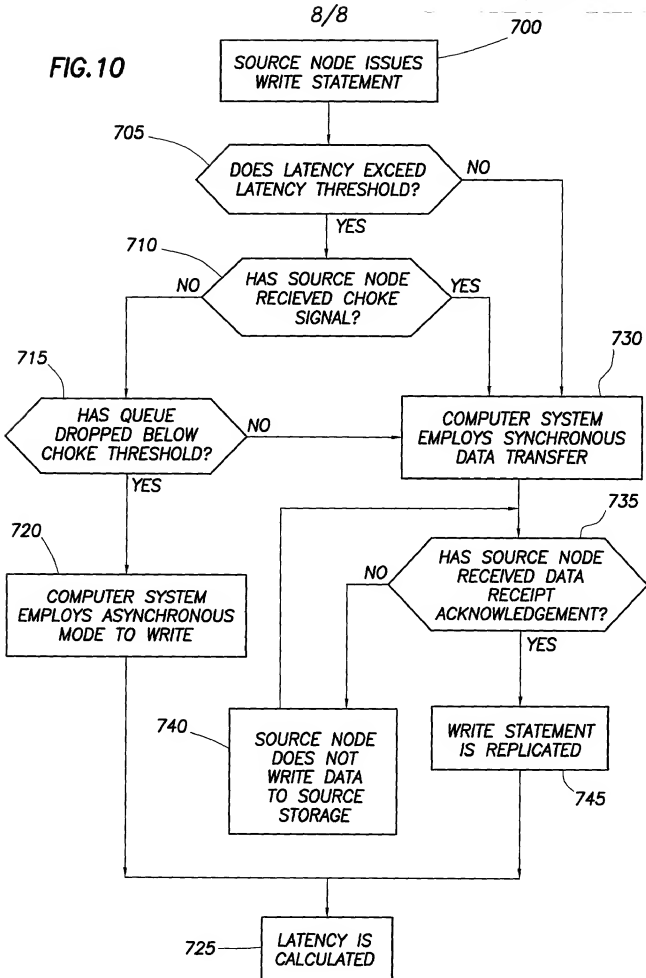 8/8
FIG.10
700
SOURCE NODE ISSUES
WRITE STATEMENT
705
DOES LATENCY EXCEED
LATENCY THRESHOLD?
NO
YES
710
HAS SOURCE NODE
RECIEVED CHOKE
SIGNAL?
NO
YES
715
HAS QUEUE
DROPPED BELOW
CHOKE THRESHOLD?
NO
YES
730
COMPUTER SYSTEM
EMPLOYS SYNCHRONOUS
DATA TRANSFER
720
COMPUTER SYSTEM
EMPLOYS ASYNCHRONOUS
MODE TO WRITE
735
HAS SOURCE NODE
RECEIVED DATA
RECEIPT
ACKNOWLEDGEMENT?
NO
YES
740
SOURCE NODE
DOES NOT
WRITE DATA
TO SOURCE
STORAGE
WRITE STATEMENT
IS REPLICATED
745
725
LATENCY IS
CALCULATED